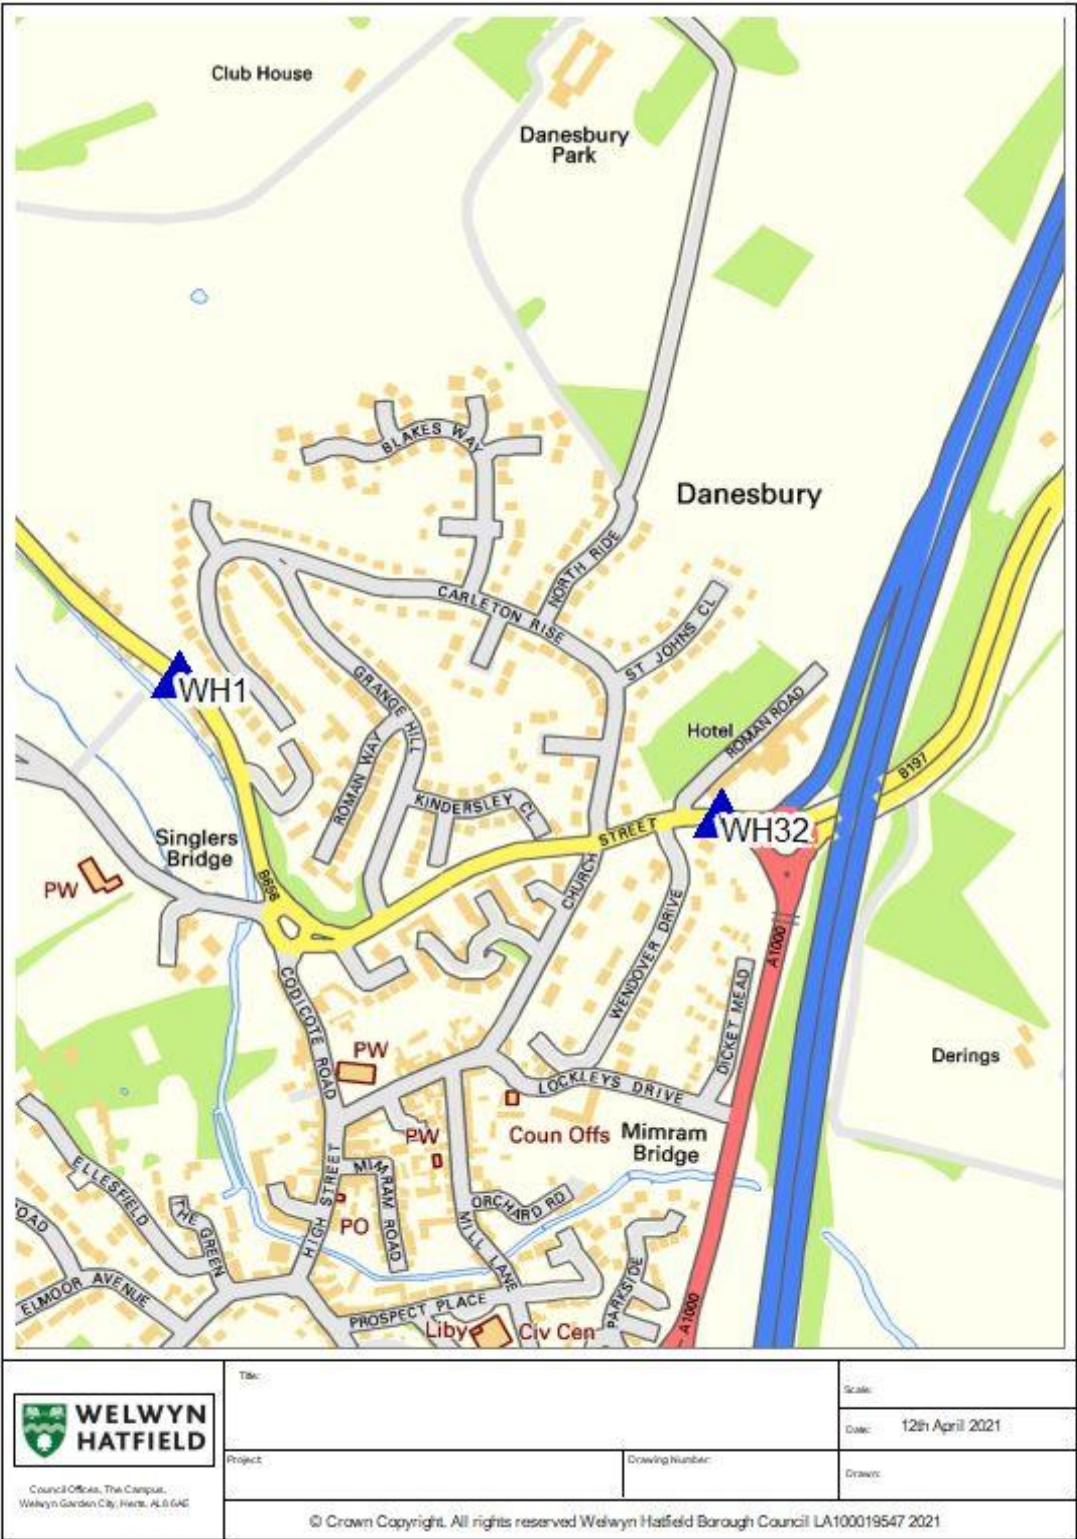 Club House
Danesbury
Park
BLAKES WAY
Danesbury
NORTH RIDE
CARLETON RISE
ST JOHNS CL
WH1
GRANGE HILL
Hotel
ROMAN ROAD
ROMAN WAY
B197
KINDERSLEY CL
Singlers
Bridge
STREET
WH32
PW
B656
CHURCH
WENDOVER DRIVE
A1000
CODICOTE ROAD
DICKET MEAD
PW
Derings
LOCKLEYS DRIVE
PW
Coun Offs
Mimram
Bridge
ELLESFIELD
MIMRAM ROAD
HIGH STREET
ORCHARD RD
THE GREEN
PO
MILL LANE
OAD
ELMOOR AVENUE
PROSPECT PLACE
PARKSIDE
A1000
Liby
Civ Cen
WELWYN
HATFIELD
Council Offices, The Campus,
Welwyn Garden City, Herts, AL8 6AE
Title:
Scale:
Date: 12th April 2021
Project:
Drawing Number:
Drawn:
© Crown Copyright. All rights reserved Welwyn Hatfield Borough Council LA100019547 2021